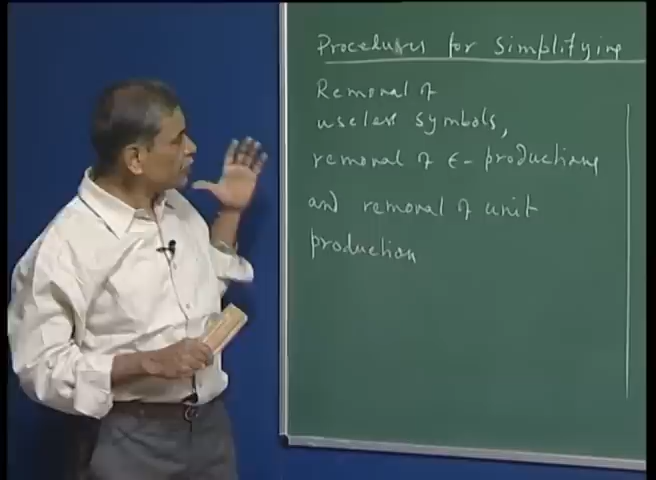 Procedures for simplifying
Removal of
useless symbols,
removal of ε- productions
and removal of unit
production